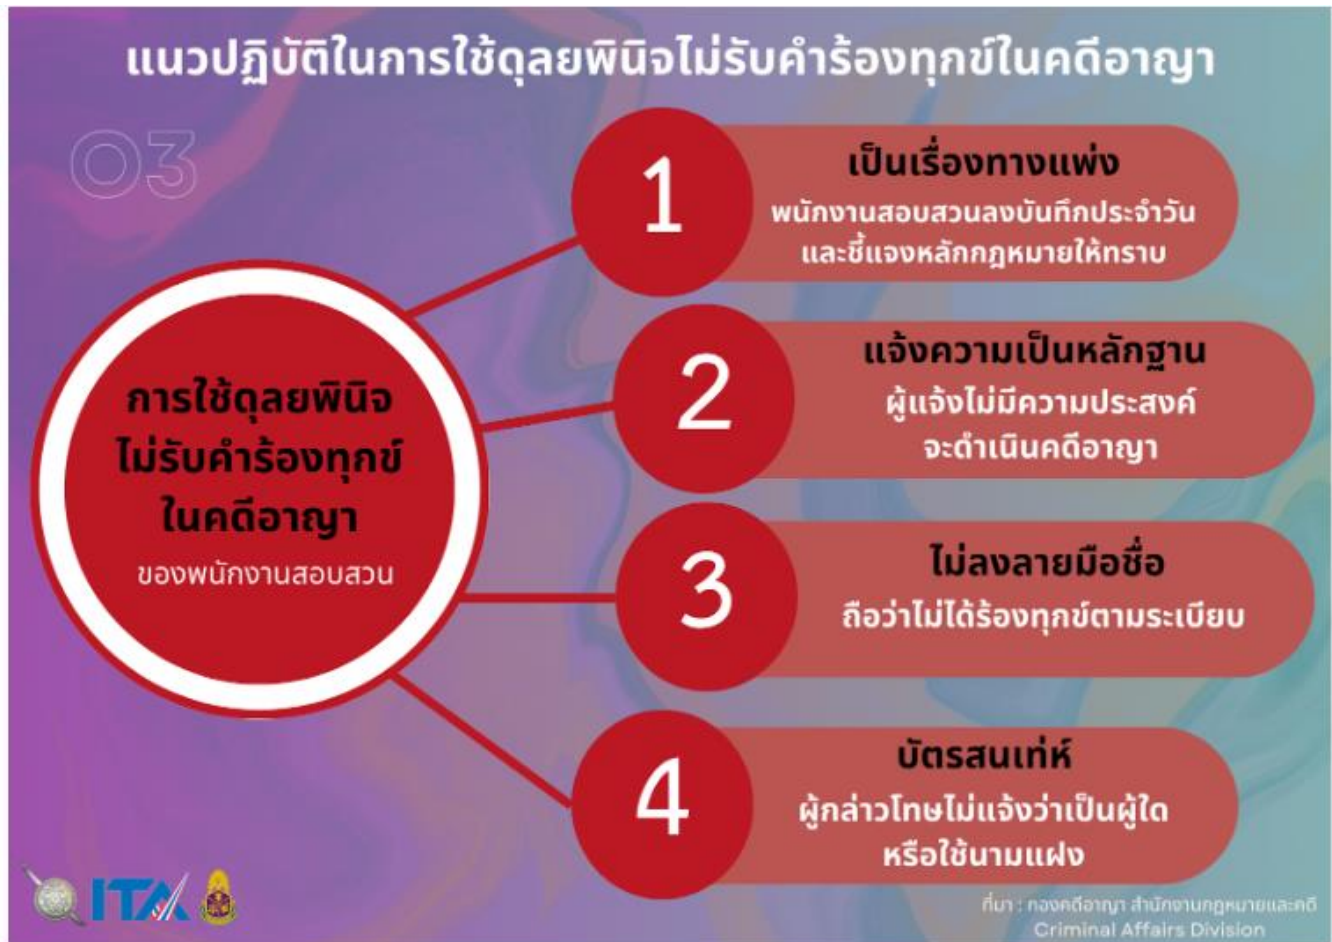 แนวปฏิบัติในการใช้ดุลยพินิจไม่รับคำร้องทุกข์ในคดีอาญา
03
การใช้ดุลยพินิจ
ไม่รับคำร้องทุกข์
ในคดีอาญา
ของพนักงานสอบสวน
1
เป็นเรื่องทางแพ่ง
พนักงานสอบสวนลงบันทึกประจำวัน
และชี้แจงหลักกฎหมายให้ทราบ
2
แจ้งความเป็นหลักฐาน
ผู้แจ้งไม่มีความประสงค์
จะดำเนินคดีอาญา
3
ไม่ลงลายมือชื่อ
ถือว่าไม่ได้ร้องทุกข์ตามระเบียบ
4
บัตรสนเท่ห์
ผู้กล่าวโทษไม่แจ้งว่าเป็นผู้ใด
หรือใช้นามแฝง
ITA
ที่มา : กองคดีอาญา สำนักงานกฎหมายและคดี
Criminal Affairs Division